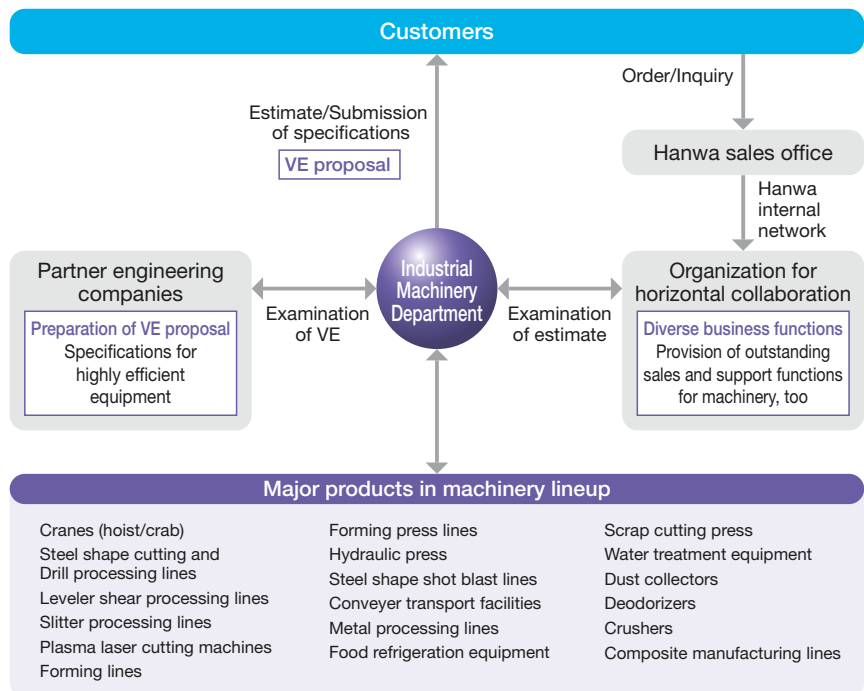 Customers
Order/Inquiry
Estimate/Submission
of specifications
VE proposal
Hanwa sales office
Hanwa
internal
network
Partner engineering
companies
Preparation of VE proposal
Specifications for
highly efficient
equipment
Examination
of VE
Industrial
Machinery
Department
Examination
of estimate
Organization for
horizontal collaboration
Diverse business functions
Provision of outstanding
sales and support functions
for machinery, too
Major products in machinery lineup
Cranes (hoist/crab)
Steel shape cutting and
Drill processing lines
Leveler shear processing lines
Slitter processing lines
Plasma laser cutting machines
Forming lines
Forming press lines
Hydraulic press
Steel shape shot blast lines
Conveyer transport facilities
Metal processing lines
Food refrigeration equipment
Scrap cutting press
Water treatment equipment
Dust collectors
Deodorizers
Crushers
Composite manufacturing lines